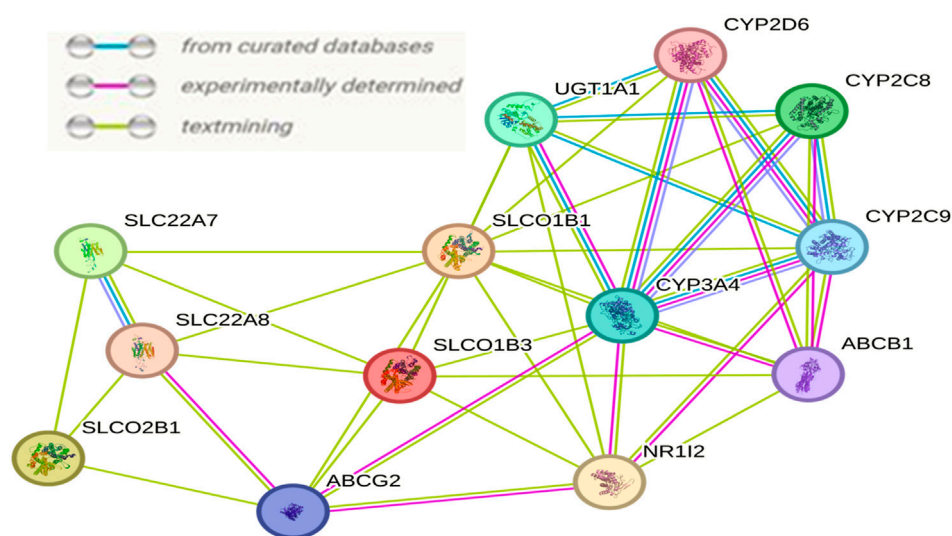 from curated databases
experimentally determined
textmining
CYP2D6
UGT1A1
CYP2C8
SLC22A7
SLCO1B1
CYP2C9
CYP3A4
SLC22A8
SLCO1B3
ABCB1
SLCO2B1
ABCG2
NR1I2